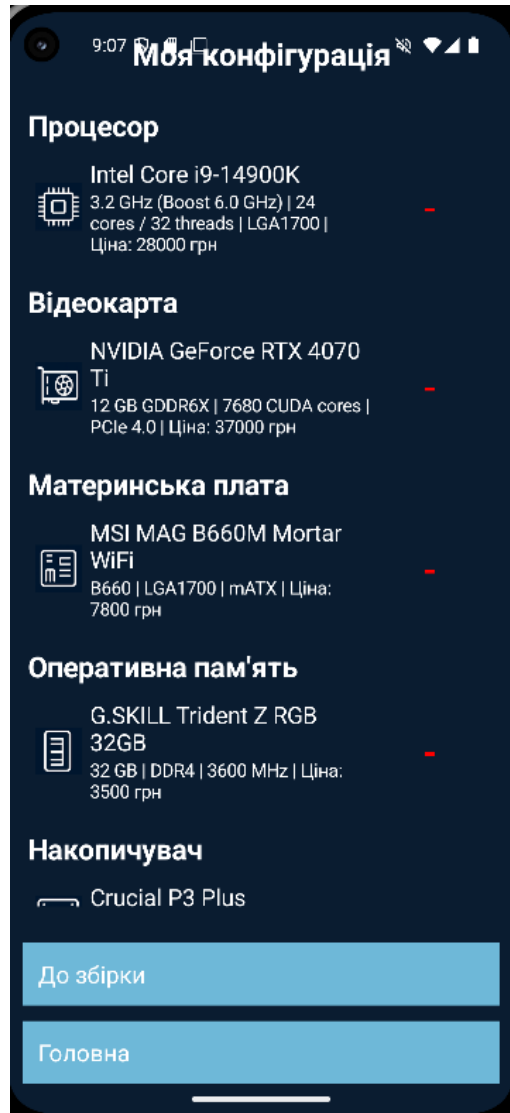 9:07
Моя конфігурація
Процесор
Intel Core i9-14900K
3.2 GHz (Boost 6.0 GHz) | 24
cores / 32 threads | LGA1700 |
Ціна: 28000 грн
-
Відеокарта
NVIDIA GeForce RTX 4070
Ti
12 GB GDDR6X | 7680 CUDA cores |
PCIe 4.0 | Ціна: 37000 грн
-
Материнська плата
MSI MAG B660M Mortar
WiFi
B660 | LGA1700 | mATX | Ціна:
7800 грн
-
Оперативна пам'ять
G.SKILL Trident Z RGB
32GB
32 GB | DDR4 | 3600 MHz | Ціна:
3500 грн
-
Накопичувач
Crucial P3 Plus
До збірки
Головна